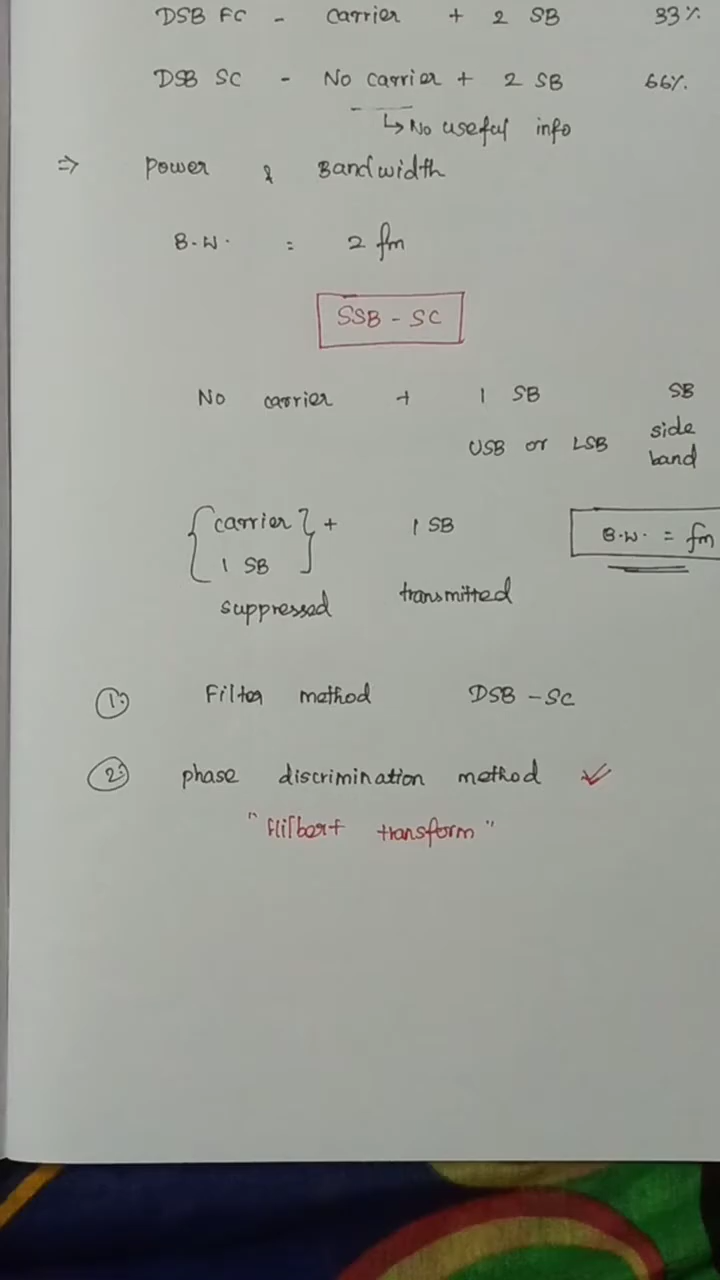 DSB FC - carrier + 2 SB 33%
DSB SC - No carrier + 2 SB 66%.
↳ No useful info
⇒ power & Bandwidth
B.W. = 2 fm
SSB - SC
No carrier + 1 SB SB
USB or LSB side
band
{carrier} + 1 SB B.W. = fm
1 SB
suppressed transmitted
1. Filter method DSB-SC
2. phase discrimination method ✓
"Hilbert transform"